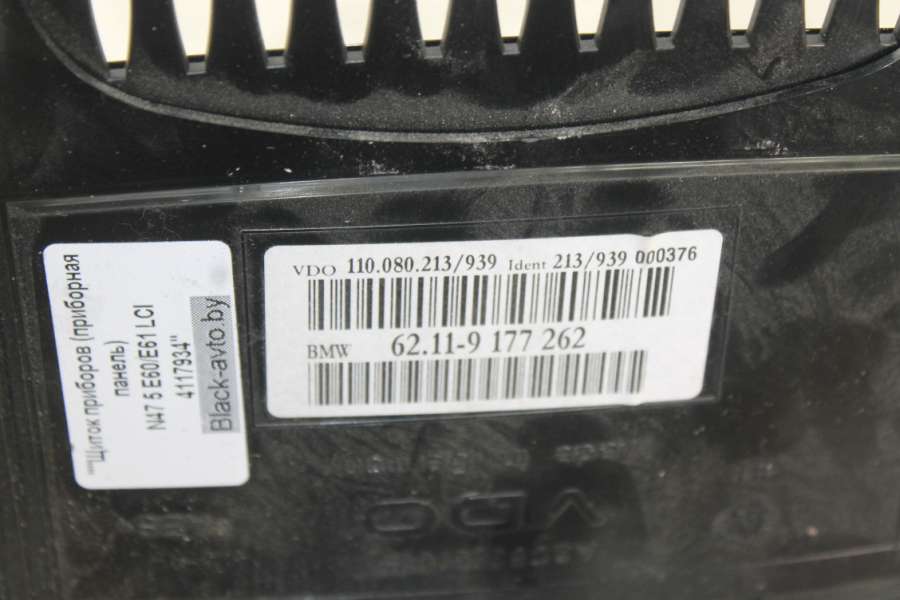 ""Щиток приборов (приборная
панель)
N47 5 E60/E61 LCI
4117934"
Black-avto.by
VDO 110.080.213/939 Ident 213/939 000376
BMW 62.11-9 177 262
VDO